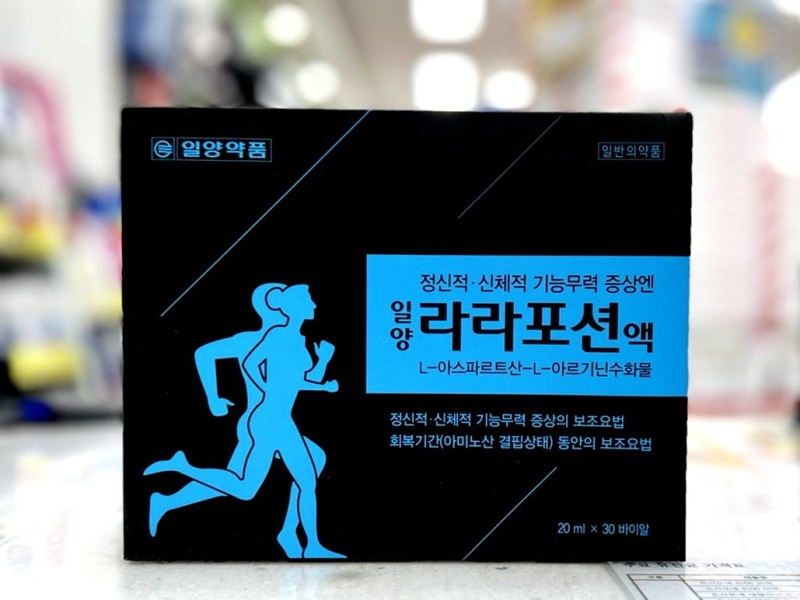 일양약품
일반의약품
정신적·신체적 기능무력 증상엔
일양 라라포션액
L-아스파르트산-L-아르기닌수화물
정신적·신체적 기능무력 증상의 보조요법
회복기간(아미노산 결핍상태) 동안의 보조요법
20 ml × 30 바이알